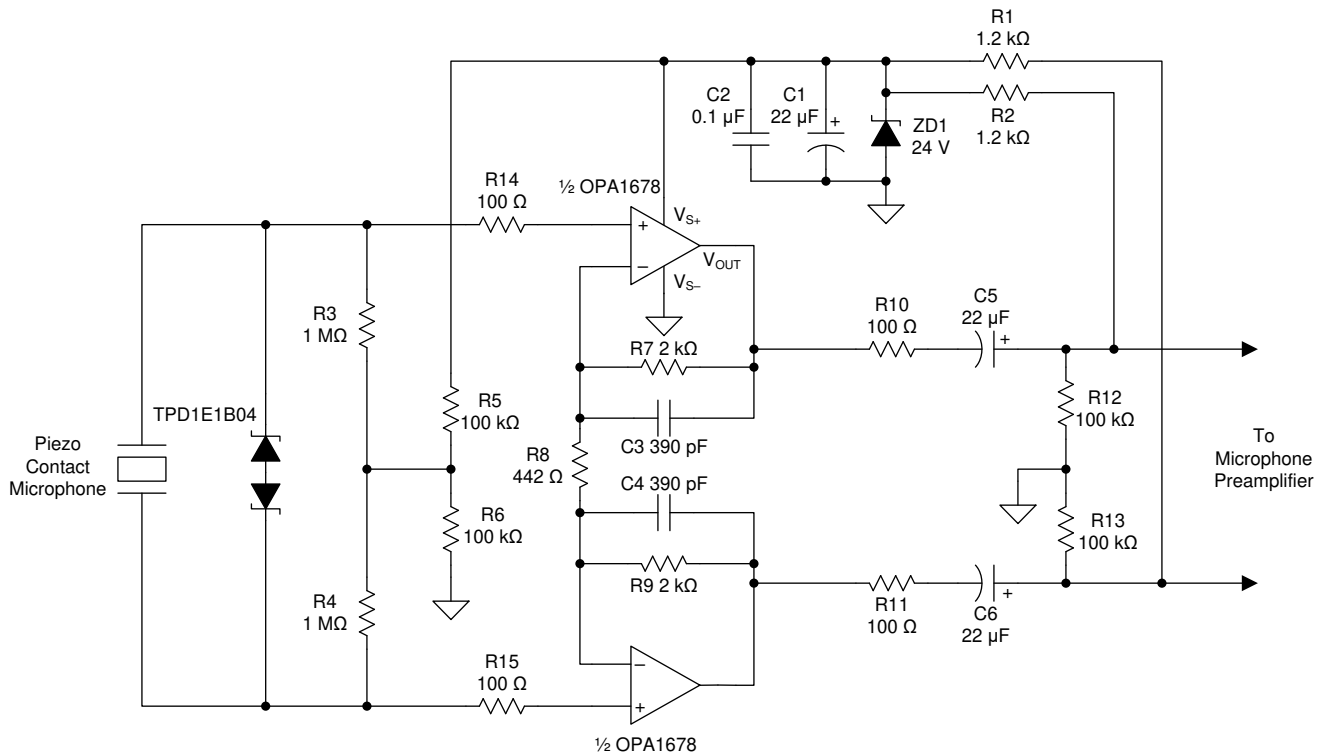 R1
1.2 kΩ
R2
1.2 kΩ
C2
0.1 µF
C1
22 µF
+
ZD1
24 V
R14
100 Ω
½ OPA1678
+
–
VS+
VS–
VOUT
R3
1 MΩ
R10
100 Ω
C5
22 µF
+
R7 2 kΩ
R5
100 kΩ
R12
100 kΩ
TPD1E1B04
C3 390 pF
Piezo
Contact
Microphone
R8
442 Ω
To
Microphone
Preamplifier
C4 390 pF
R6
100 kΩ
R13
100 kΩ
R9 2 kΩ
R4
1 MΩ
R11
100 Ω
C6
22 µF
+
R15
100 Ω
–
+
½ OPA1678